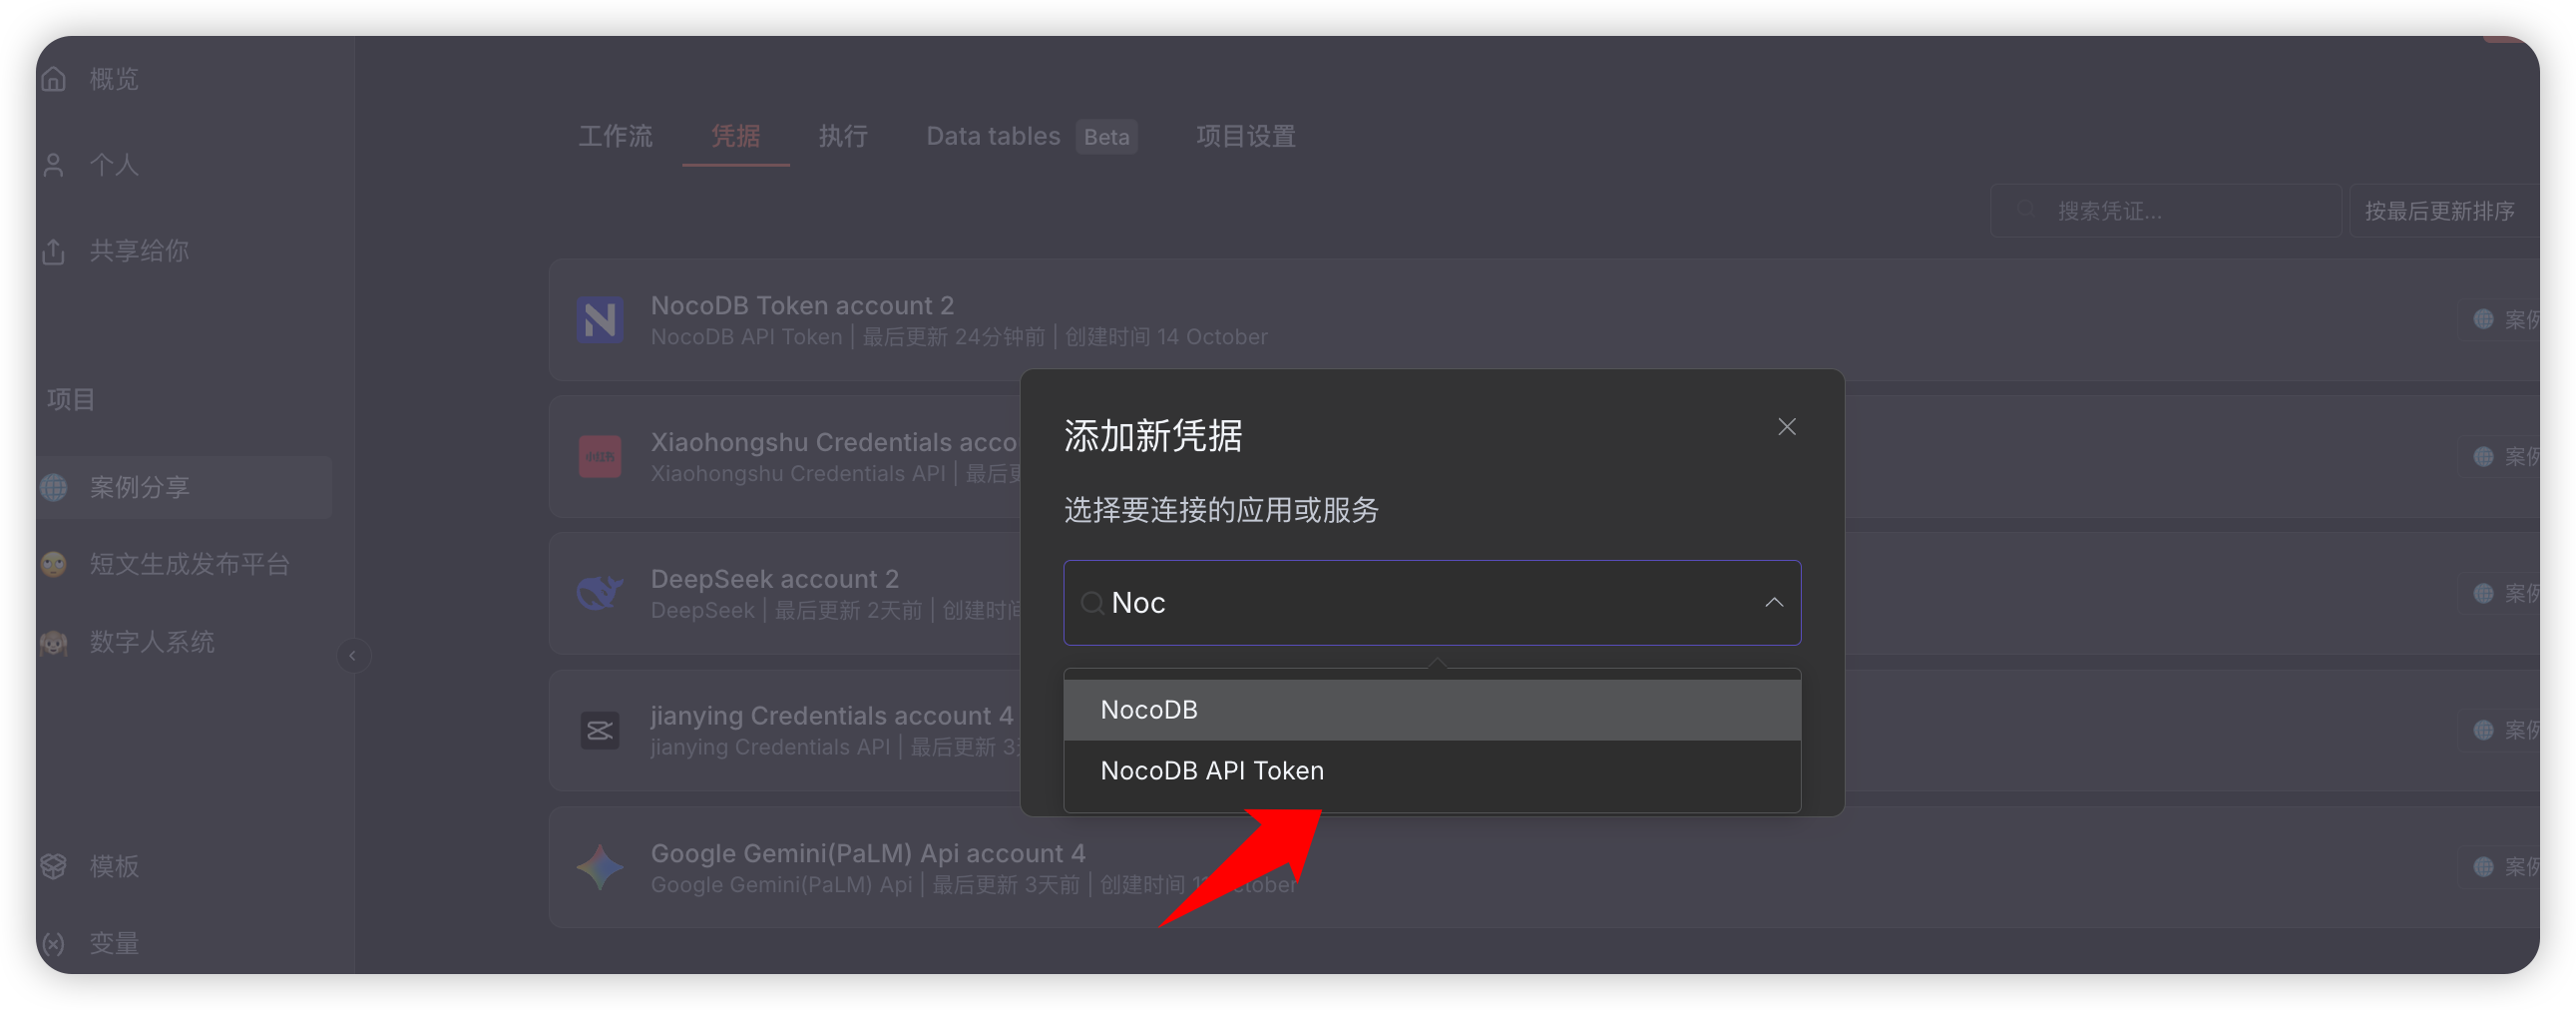 概览
个人
共享给你
项目
案例分享
短文生成发布平台
数字人系统
模板
变量
工作流 凭据 执行 Data tables Beta 项目设置
搜索凭证... 按最后更新排序
NocoDB Token account 2
NocoDB API Token | 最后更新 24分钟前 | 创建时间 14 October
案例
Xiaohongshu Credentials acco
Xiaohongshu Credentials API | 最后更
小红书
案例
DeepSeek account 2
DeepSeek | 最后更新 2天前 | 创建时间
案例
jianying Credentials account 4
jianying Credentials API | 最后更新 3天
案例
Google Gemini(PaLM) Api account 4
Google Gemini(PaLM) Api | 最后更新 3天前 | 创建时间 October
案例
添加新凭据
选择要连接的应用或服务
Noc
NocoDB
NocoDB API Token